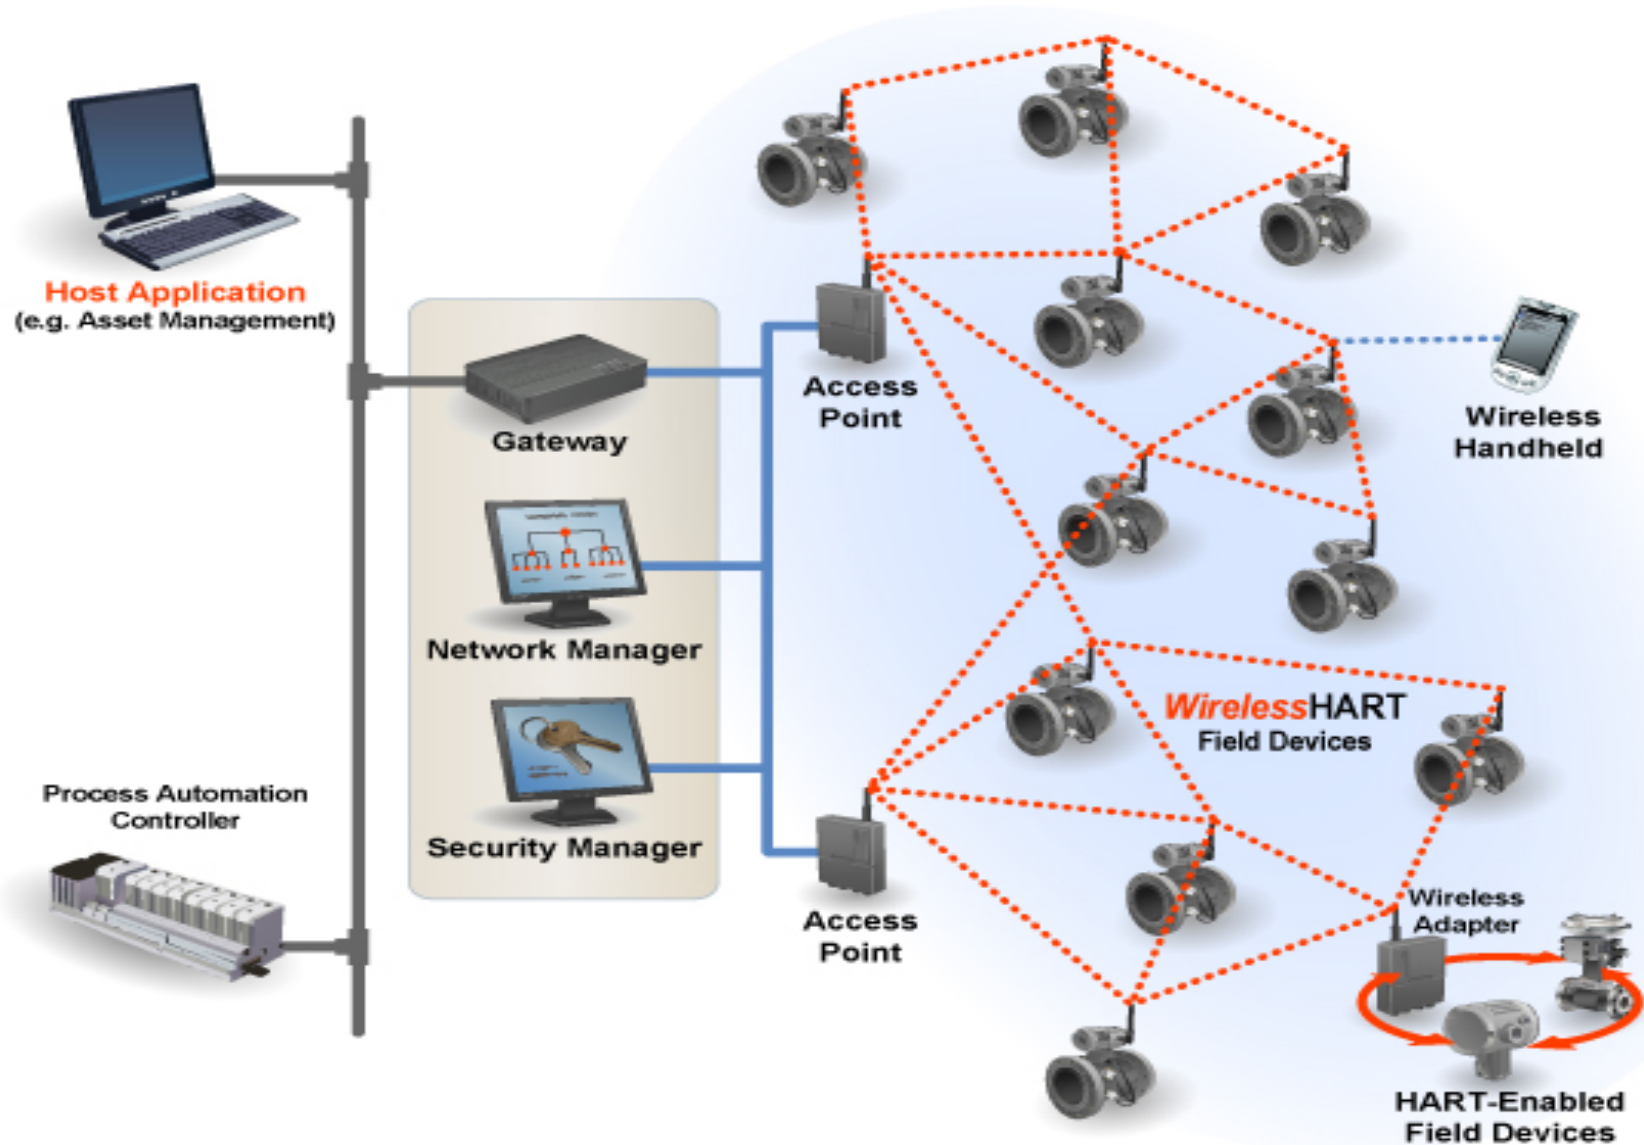 Host Application
(e.g. Asset Management)
Gateway
Access
Point
Wireless
Handheld
Network Manager
WirelessHART
Field Devices
Security Manager
Process Automation
Controller
Access
Point
Wireless
Adapter
HART-Enabled
Field Devices